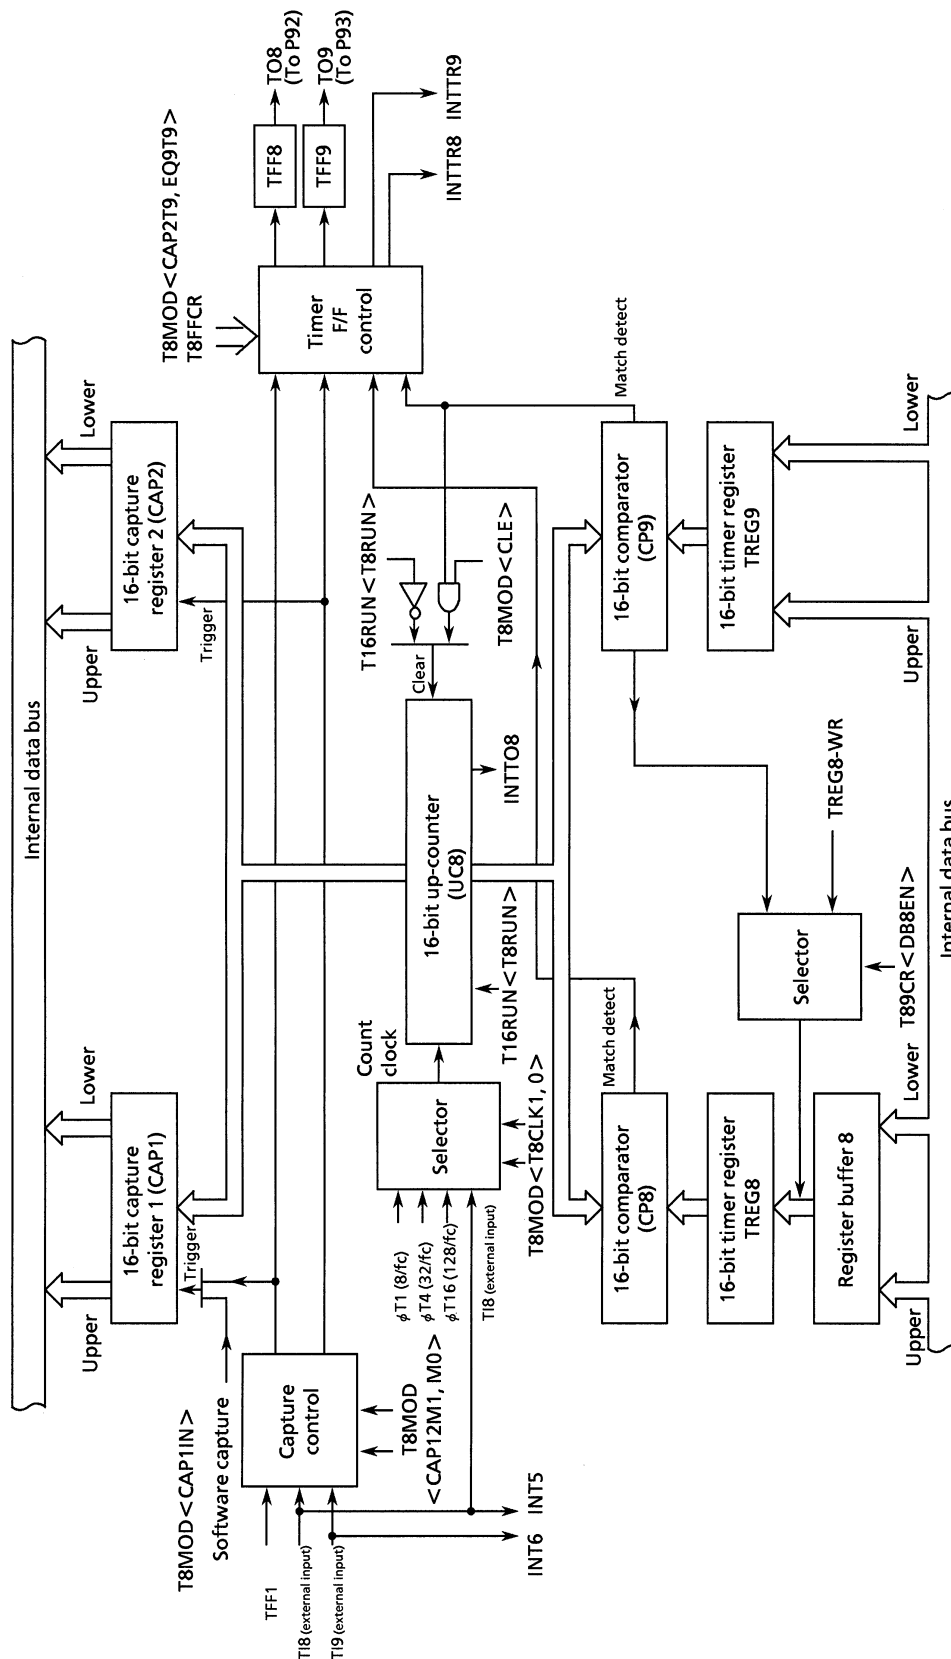 Internal data bus
Upper
Lower
Upper
Lower
16-bit capture
register 1 (CAP1)
16-bit capture
register 2 (CAP2)
T8MOD<CAP1IN>
Software capture
Trigger
Trigger
T8MOD<CAP2T9, EQ9T9>
T8FFCR
TFF1
TI8 (external input)
TI9 (external input)
Capture
control
T8MOD
<CAP12M1, M0>
INT6
INT5
Timer
F/F
control
TFF8
TO8
(To P92)
TFF9
TO9
(To P93)
INTTR8
INTTR9
ϕT1 (8/fc)
ϕT4 (32/fc)
ϕT16 (128/fc)
TI8 (external input)
Selector
T8MOD<T8CLK1, 0>
Count
clock
16-bit up-counter
(UC8)
T16RUN<T8RUN>
INTTO8
Clear
T16RUN<T8RUN>
T8MOD<CLE>
Match detect
Match detect
16-bit comparator
(CP8)
16-bit comparator
(CP9)
16-bit timer register
TREG8
16-bit timer register
TREG9
Register buffer 8
Selector
TREG8-WR
T89CR<DB8EN>
Upper
Lower
Upper
Lower
Internal data bus